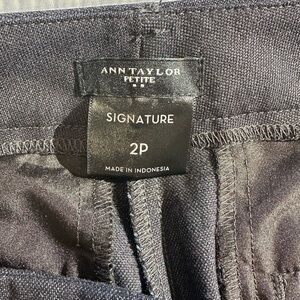 ANN TAYLOR
PETITE
SIGNATURE
2P
MADE IN INDONESIA